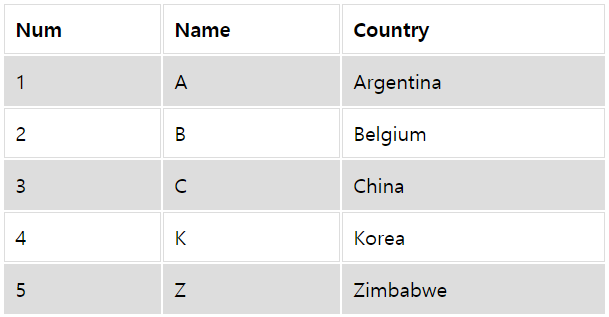 Num Name Country
1 A Argentina
2 B Belgium
3 C China
4 K Korea
5 Z Zimbabwe